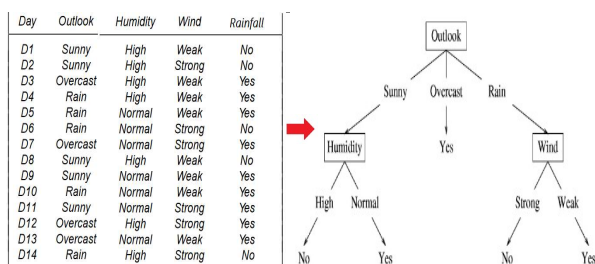 Day Outlook Humidity Wind Rainfall
D1 Sunny High Weak No
D2 Sunny High Strong No
D3 Overcast High Weak Yes
D4 Rain High Weak Yes
D5 Rain Normal Weak Yes
D6 Rain Normal Strong No
D7 Overcast Normal Strong Yes
D8 Sunny High Weak No
D9 Sunny Normal Weak Yes
D10 Rain Normal Weak Yes
D11 Sunny Normal Strong Yes
D12 Overcast High Strong Yes
D13 Overcast Normal Weak Yes
D14 Rain High Strong No
Outlook
Sunny Overcast Rain
Humidity Yes Wind
High Normal Strong Weak
No Yes No Yes